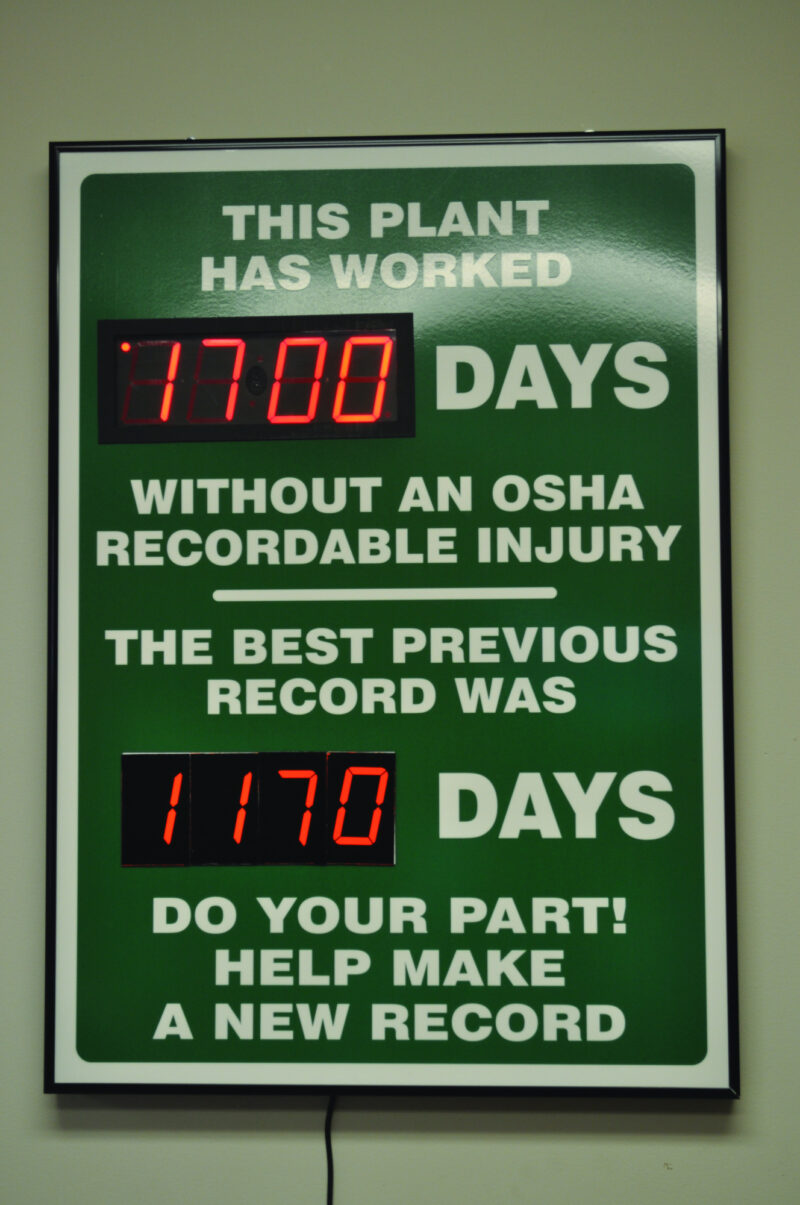 THIS PLANT
HAS WORKED
1700 DAYS
WITHOUT AN OSHA
RECORDABLE INJURY
THE BEST PREVIOUS
RECORD WAS
1170 DAYS
DO YOUR PART!
HELP MAKE
A NEW RECORD